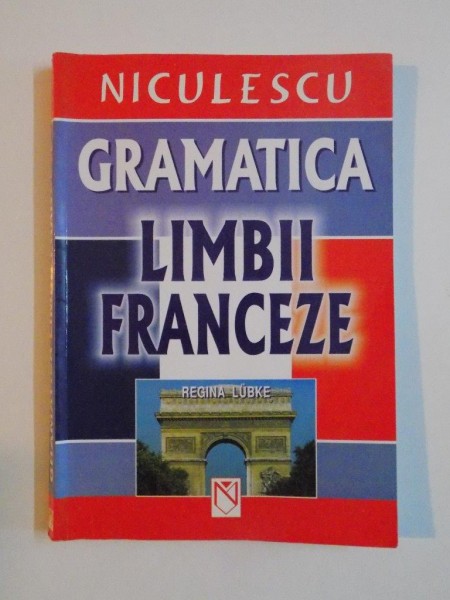 NICULESCU
GRAMATICA
LIMBII
FRANCEZE
REGINA LÜBKE